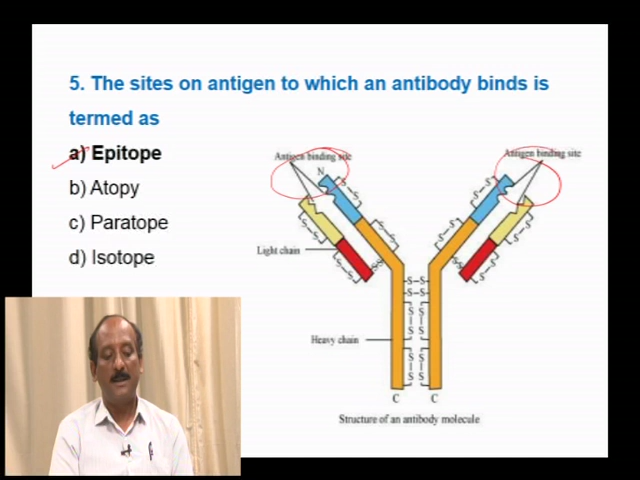 5. The sites on antigen to which an antibody binds is
termed as
a) Epitope
b) Atopy
c) Paratope
d) Isotope
Antigen binding site
Antigen binding site
N
Light chain
Heavy chain
S-S
S-S
S
S
S
S
C
C
Structure of an antibody molecule